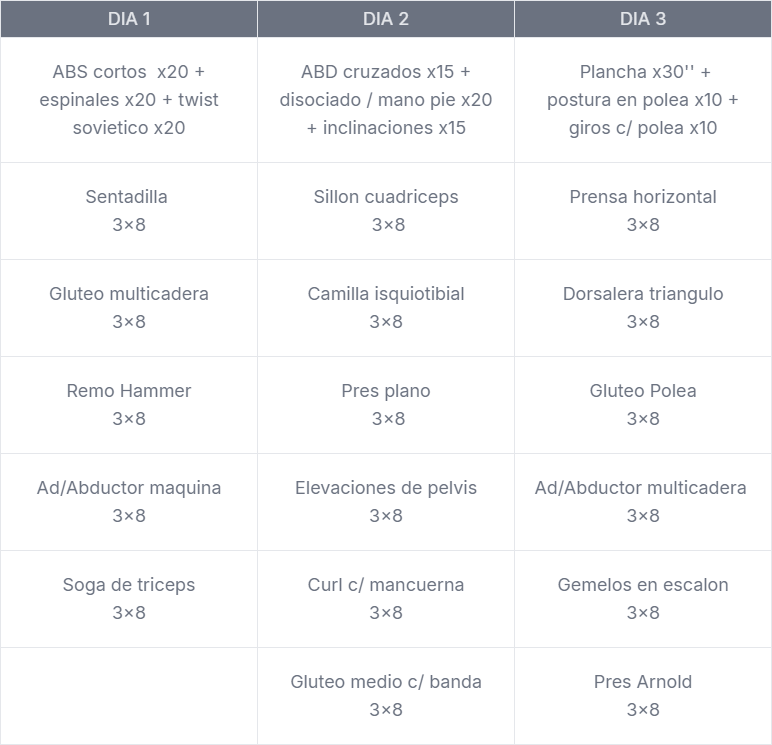 DIA 1
DIA 2
DIA 3
ABS cortos  x20 +
espinales x20 + twist
sovietico x20
ABD cruzados x15 +
disociado / mano pie x20
+ inclinaciones x15
Plancha x30'' +
postura en polea x10 +
giros c/ polea x10
Sentadilla
3×8
Sillon cuadriceps
3×8
Prensa horizontal
3×8
Gluteo multicadera
3×8
Camilla isquiotibial
3×8
Dorsalera triangulo
3×8
Remo Hammer
3×8
Pres plano
3×8
Gluteo Polea
3×8
Ad/Abductor maquina
3×8
Elevaciones de pelvis
3×8
Ad/Abductor multicadera
3×8
Soga de triceps
3×8
Curl c/ mancuerna
3×8
Gemelos en escalon
3×8
Gluteo medio c/ banda
3×8
Pres Arnold
3×8